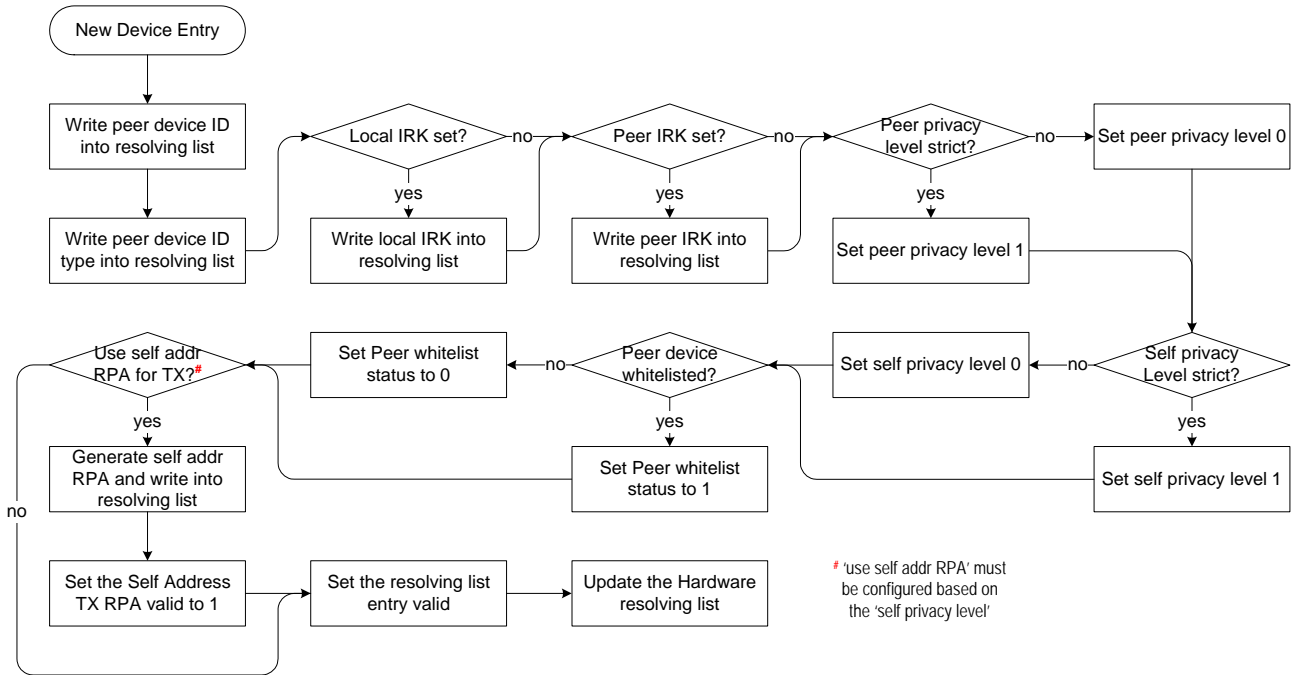 New Device Entry
Write peer device ID
into resolving list
Write peer device ID
type into resolving list
Local IRK set?
no
yes
Write local IRK into
resolving list
Peer IRK set?
no
yes
Write peer IRK into
resolving list
Peer privacy
level strict?
no
yes
Set peer privacy level 0
Set peer privacy level 1
Self privacy
Level strict?
no
yes
Set self privacy level 0
Set self privacy level 1
Peer device
whitelisted?
no
yes
Set Peer whitelist
status to 0
Set Peer whitelist
status to 1
Use self addr
RPA for TX?#
yes
no
Generate self addr
RPA and write into
resolving list
Set the Self Address
TX RPA valid to 1
Set the resolving list
entry valid
Update the Hardware
resolving list
# 'use self addr RPA' must
be configured based on
the 'self privacy level'